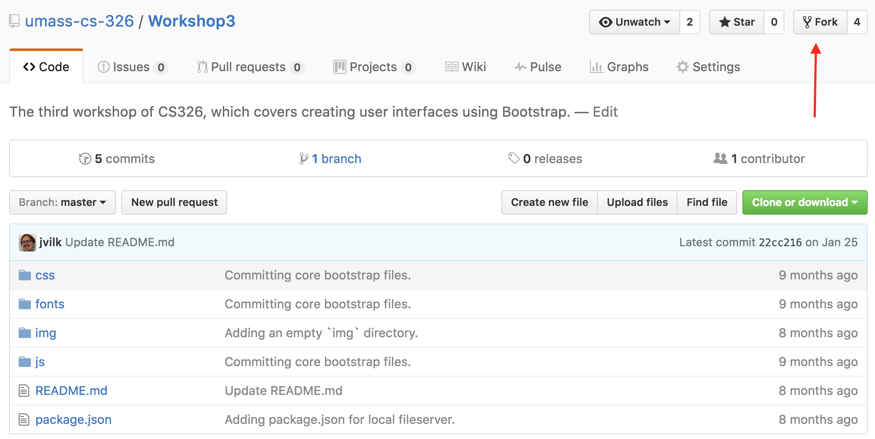 umass-cs-326 / Workshop3 Unwatch 2 Star 0 Fork 4
Code Issues 0 Pull requests 0 Projects 0 Wiki Pulse Graphs Settings
The third workshop of CS326, which covers creating user interfaces using Bootstrap. — Edit
5 commits 1 branch 0 releases 1 contributor
Branch: master New pull request Create new file Upload files Find file Clone or download
jvilk Update README.md Latest commit 22cc216 on Jan 25
css Committing core bootstrap files. 9 months ago
fonts Committing core bootstrap files. 9 months ago
img Adding an empty `img` directory. 8 months ago
js Committing core bootstrap files. 9 months ago
README.md Update README.md 8 months ago
package.json Adding package.json for local fileserver. 8 months ago